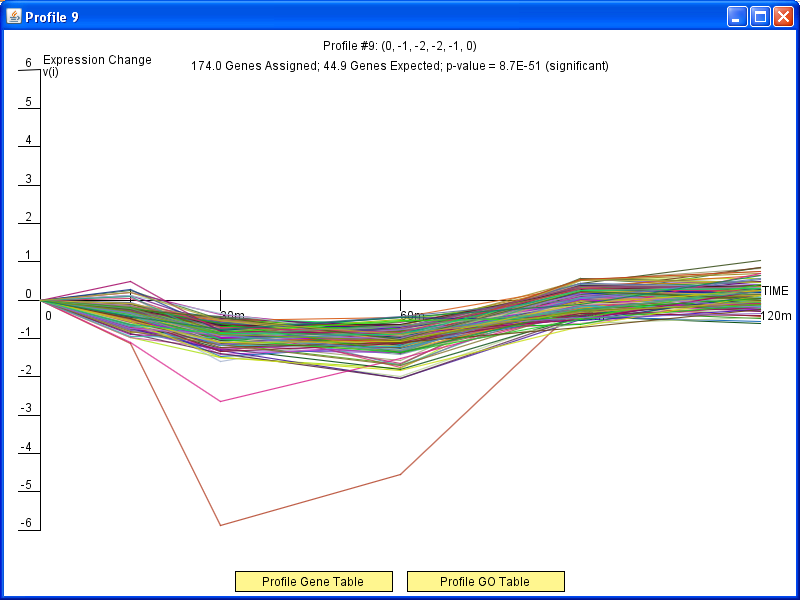 Profile 9
Profile #9: (0, -1, -2, -2, -1, 0)
174.0 Genes Assigned; 44.9 Genes Expected; p-value = 8.7E-51 (significant)
Expression Change
v(i)
6
5
4
3
2
1
0
-1
-2
-3
-4
-5
-6
0
30m
60m
TIME
120m
Profile Gene Table
Profile GO Table